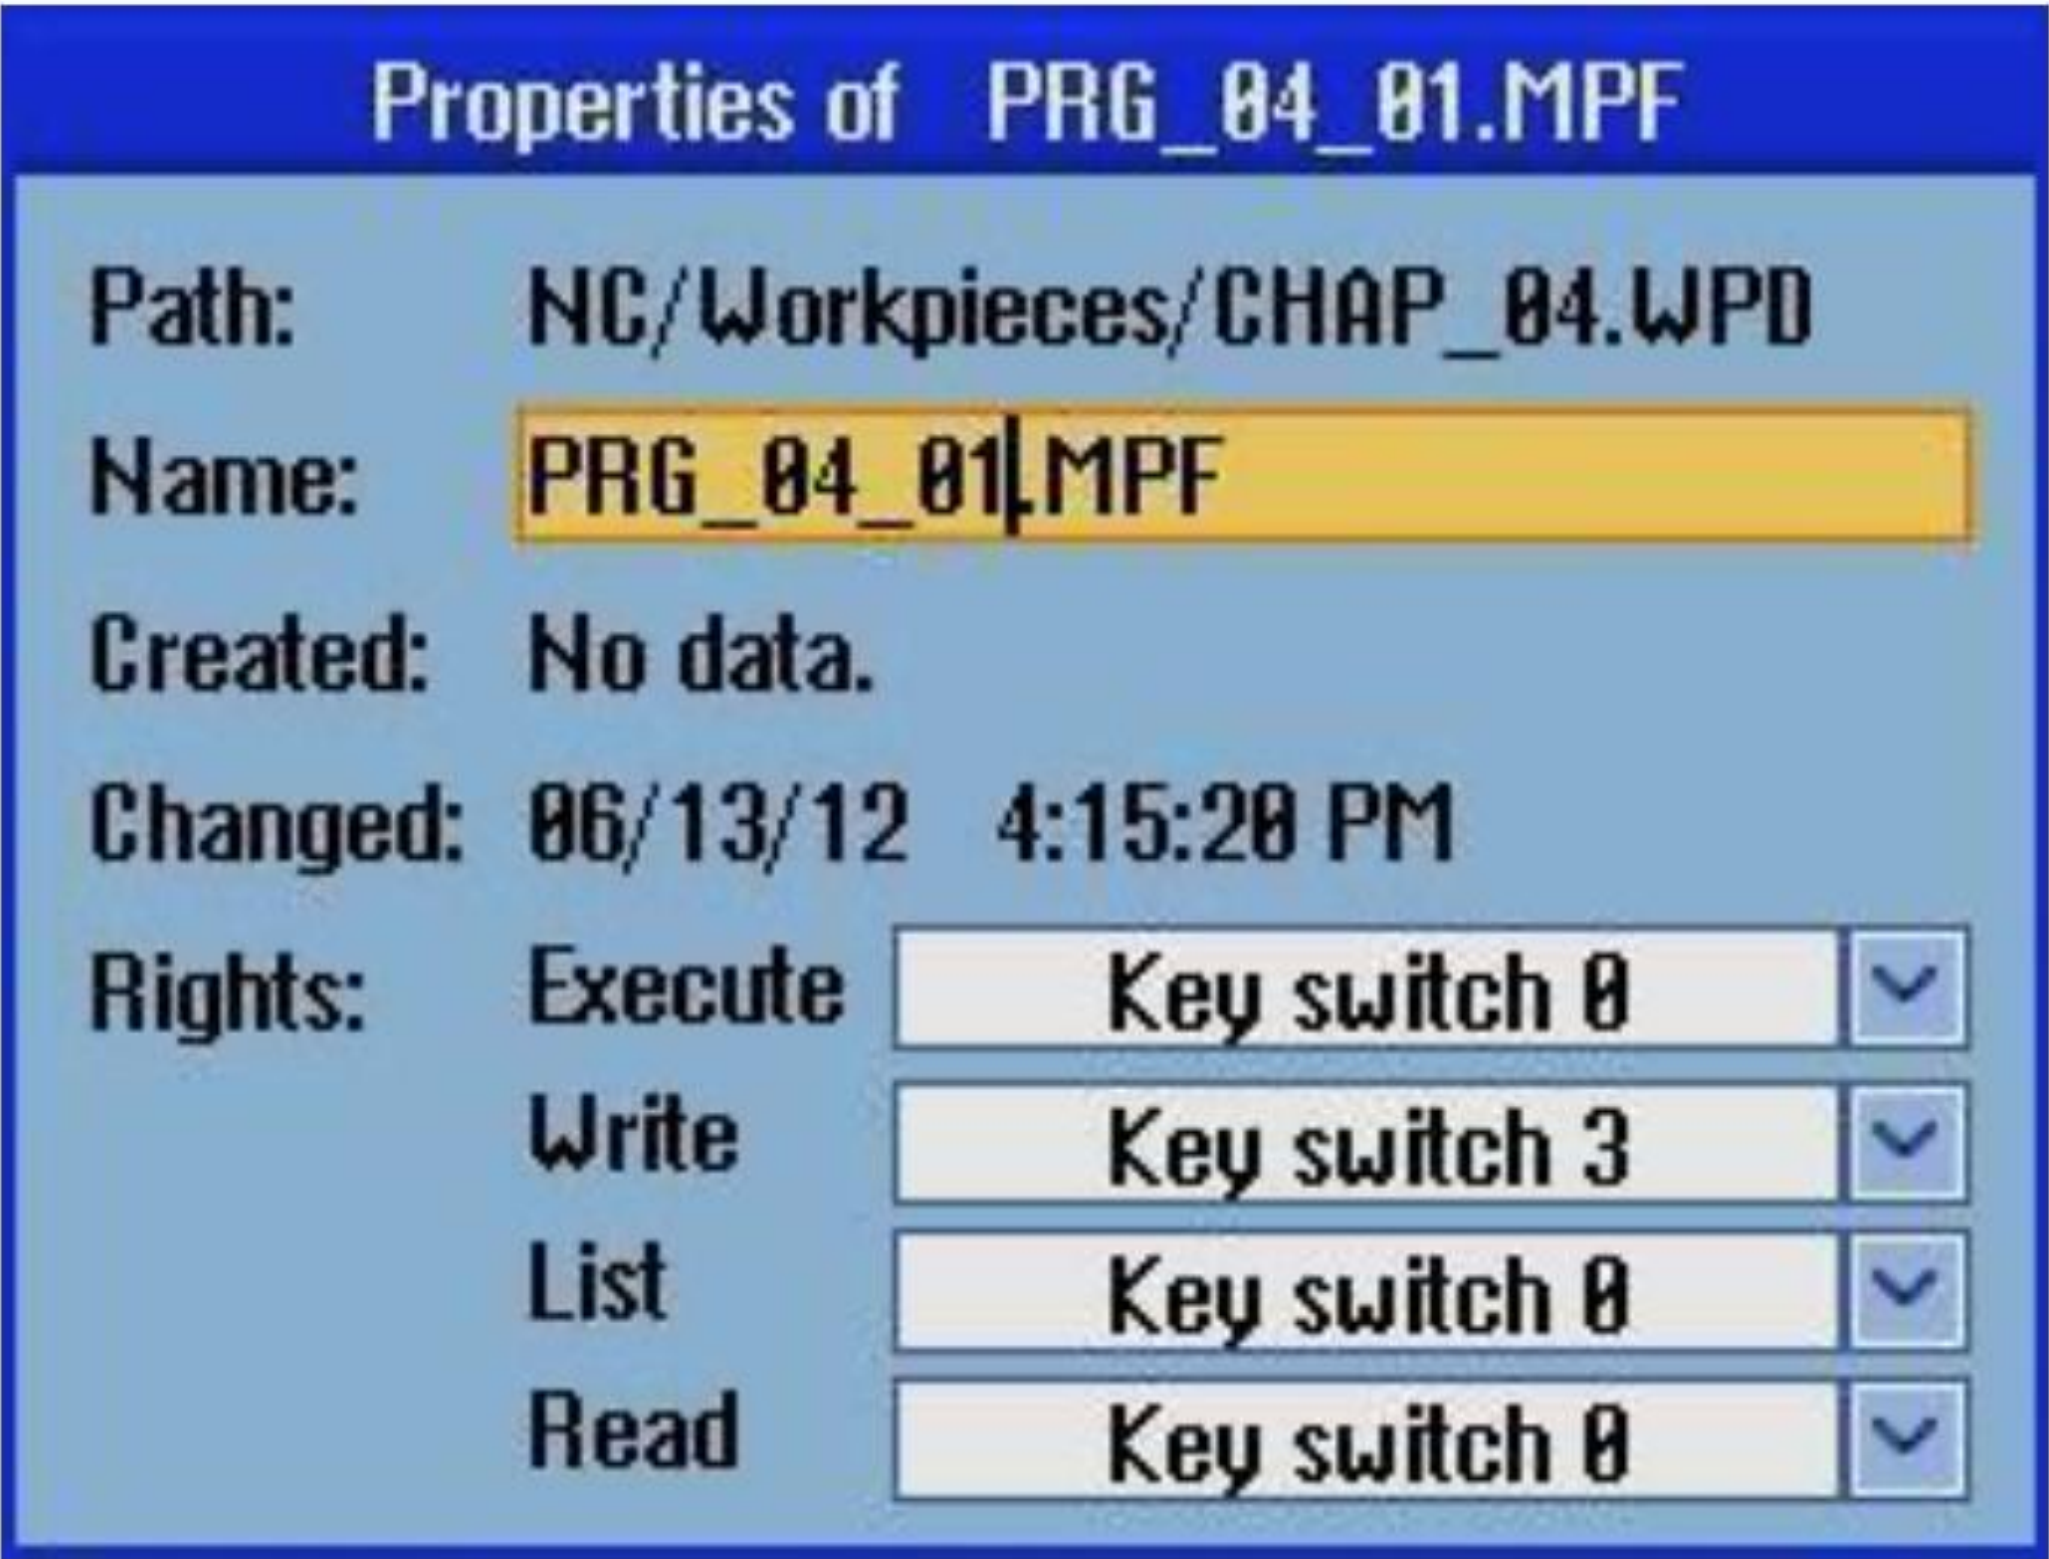 Properties of PRG_04_01.MPF
Path: NC/Workpieces/CHAP_04.WPD
Name: PRG_04_01.MPF
Created: No data.
Changed: 06/13/12 4:15:20 PM
Rights: Execute Key switch 0
Write Key switch 3
List Key switch 0
Read Key switch 0